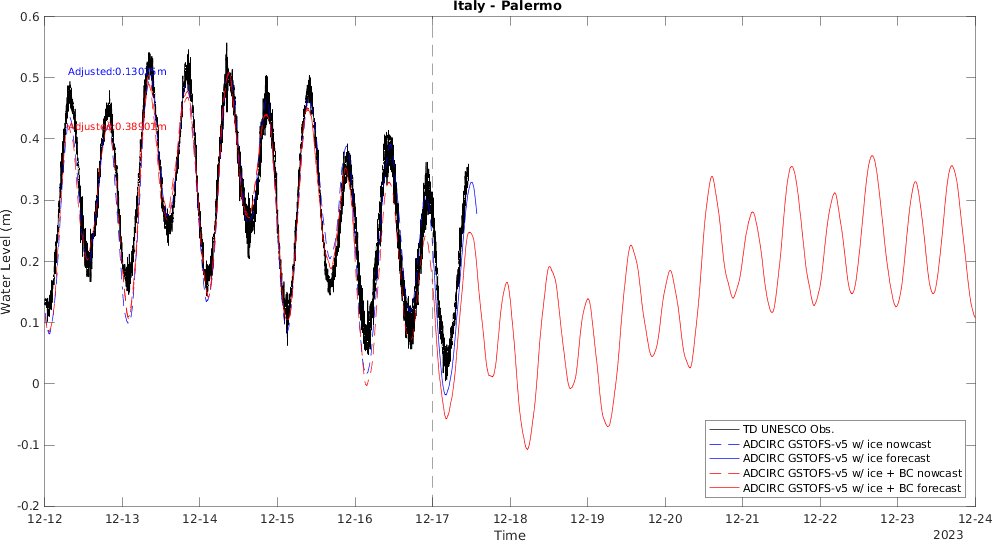 Italy - Palermo
0.6
0.5
0.4
0.3
0.2
0.1
0
-0.1
-0.2
Water Level (m)
Adjusted:0.38901m
TD UNESCO Obs.
ADCIRC GSTOFS-v5 w/ ice nowcast
ADCIRC GSTOFS-v5 w/ ice forecast
ADCIRC GSTOFS-v5 w/ ice + BC nowcast
ADCIRC GSTOFS-v5 w/ ice + BC forecast
12-12 12-13 12-14 12-15 12-16 12-17 12-18 12-19 12-20 12-21 12-22 12-23 12-24
Time
2023